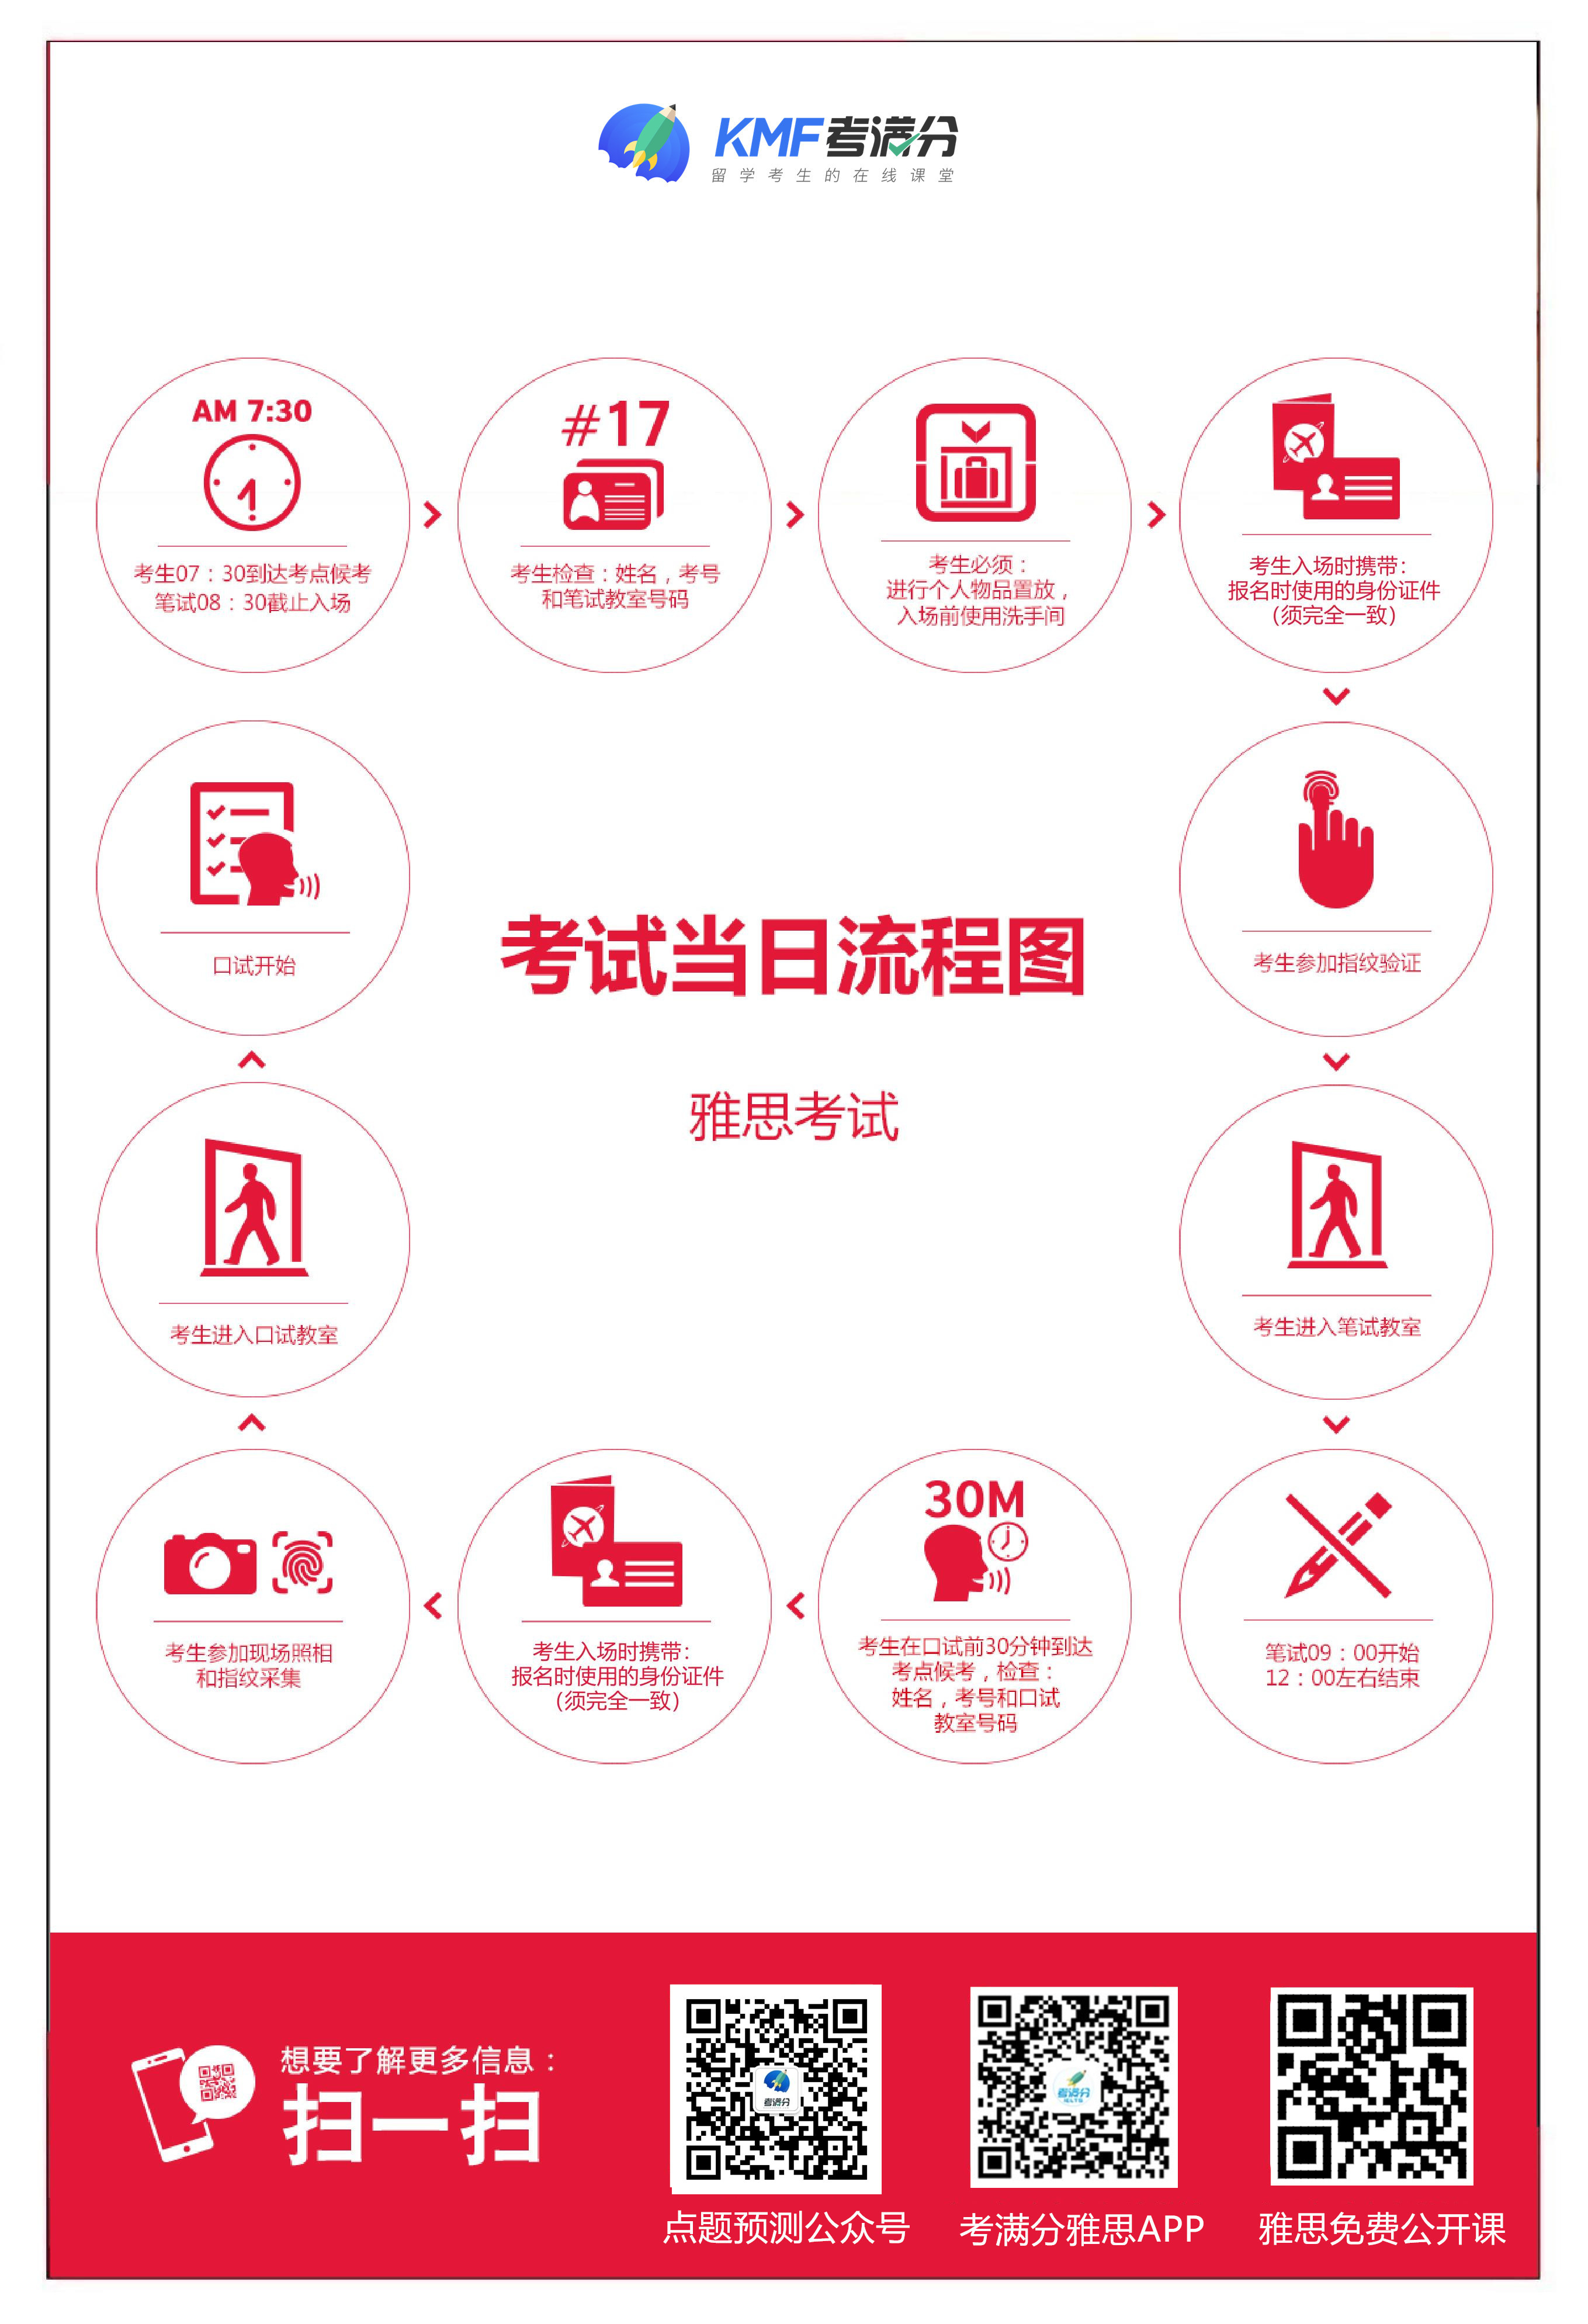 KMF考满分
留学考生的在线课堂
AM 7:30
考生07：30到达考点候考
笔试08：30截止入场
#17
考生检查：姓名，考号
和笔试教室号码
考生必须：
进行个人物品置放，
入场前使用洗手间
考生入场时携带：
报名时使用的身份证件
（须完全一致）
考生参加指纹验证
考生进入笔试教室
笔试09：00开始
12：00左右结束
30M
考生在口试前30分钟到达
考点候考，检查：
姓名，考号和口试
教室号码
考生入场时携带：
报名时使用的身份证件
（须完全一致）
考生参加现场照相
和指纹采集
考生进入口试教室
口试开始
考试当日流程图
雅思考试
想要了解更多信息：
扫一扫
考满分
点题预测公众号
考满分
考满分雅思APP
雅思免费公开课